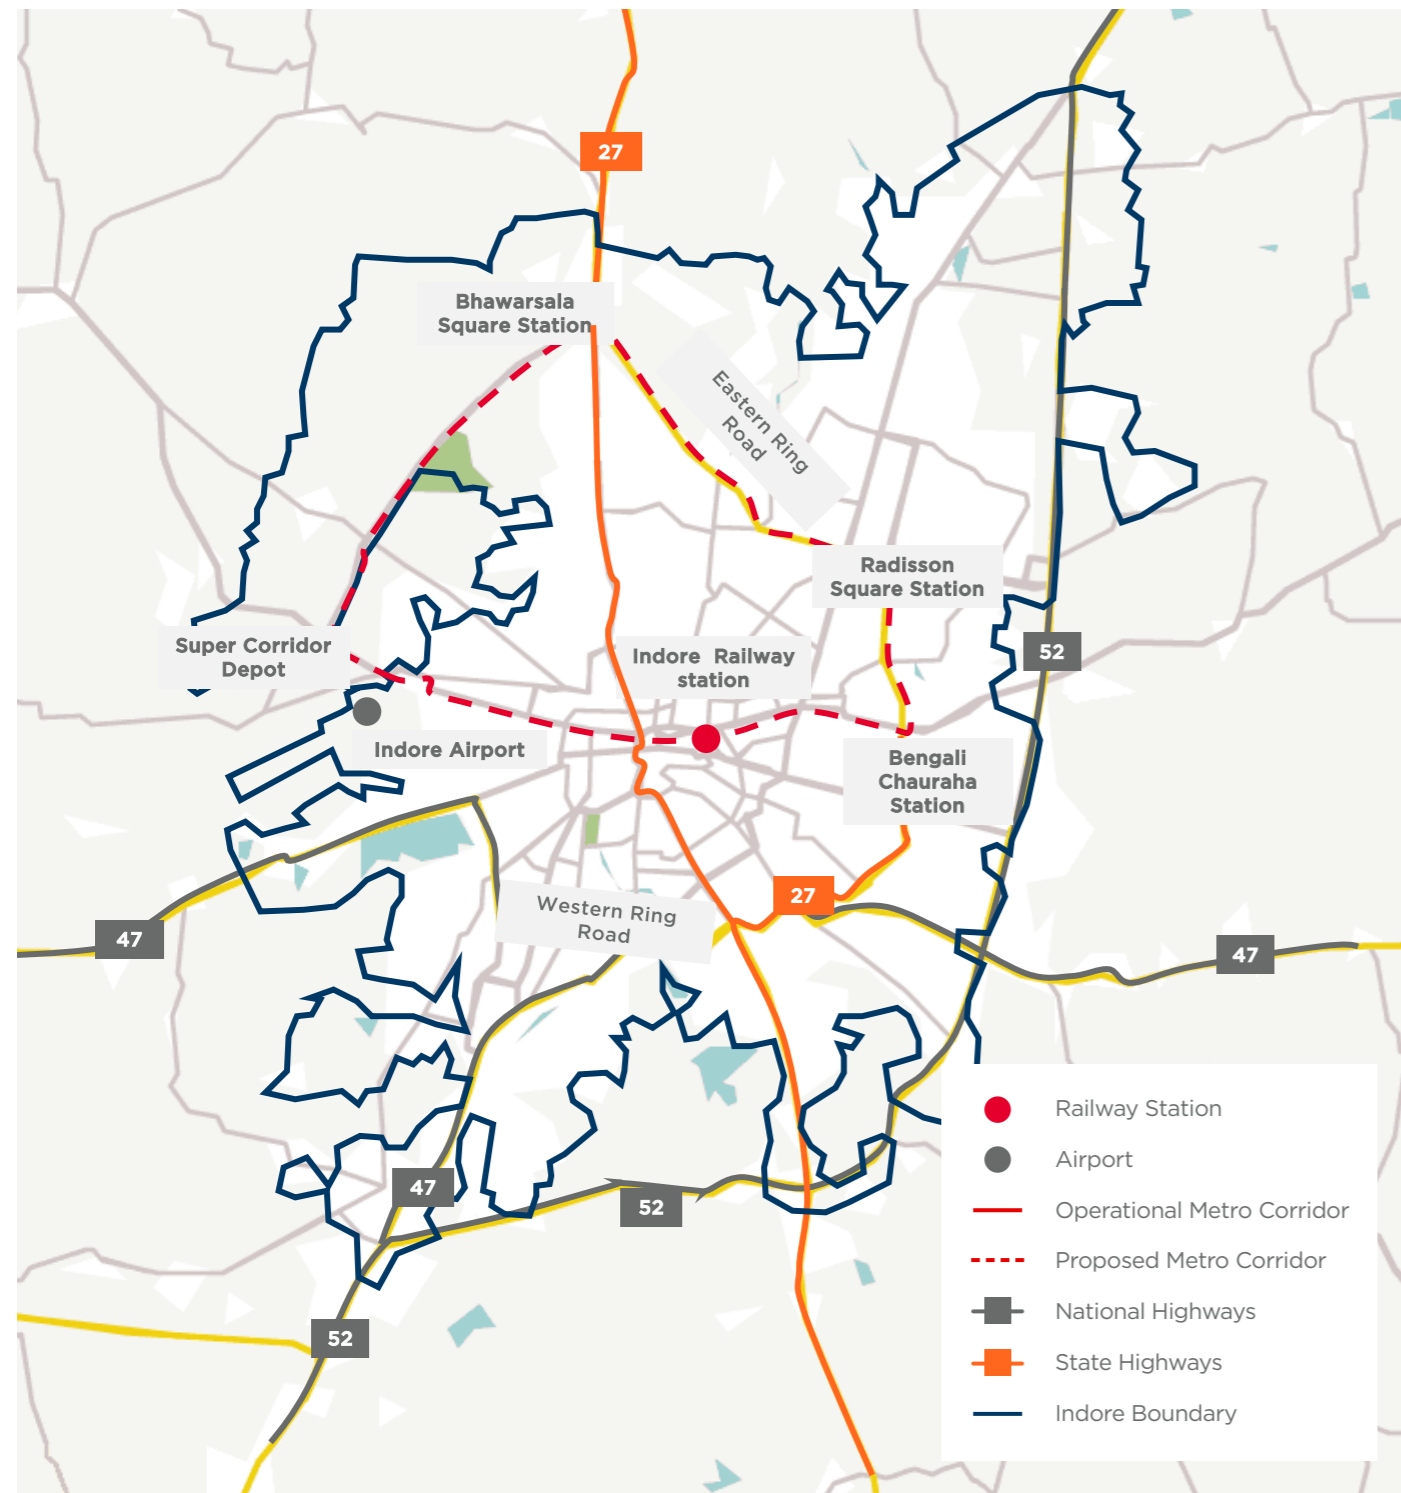 27
Bhawarsala
Square Station
Eastern Ring
Road
Radisson
Square Station
Super Corridor
Depot
Indore Railway
station
52
Indore Airport
Bengali
Chauraha
Station
27
Western Ring
Road
47
47
47
52
52
Railway Station
Airport
Operational Metro Corridor
Proposed Metro Corridor
National Highways
State Highways
Indore Boundary